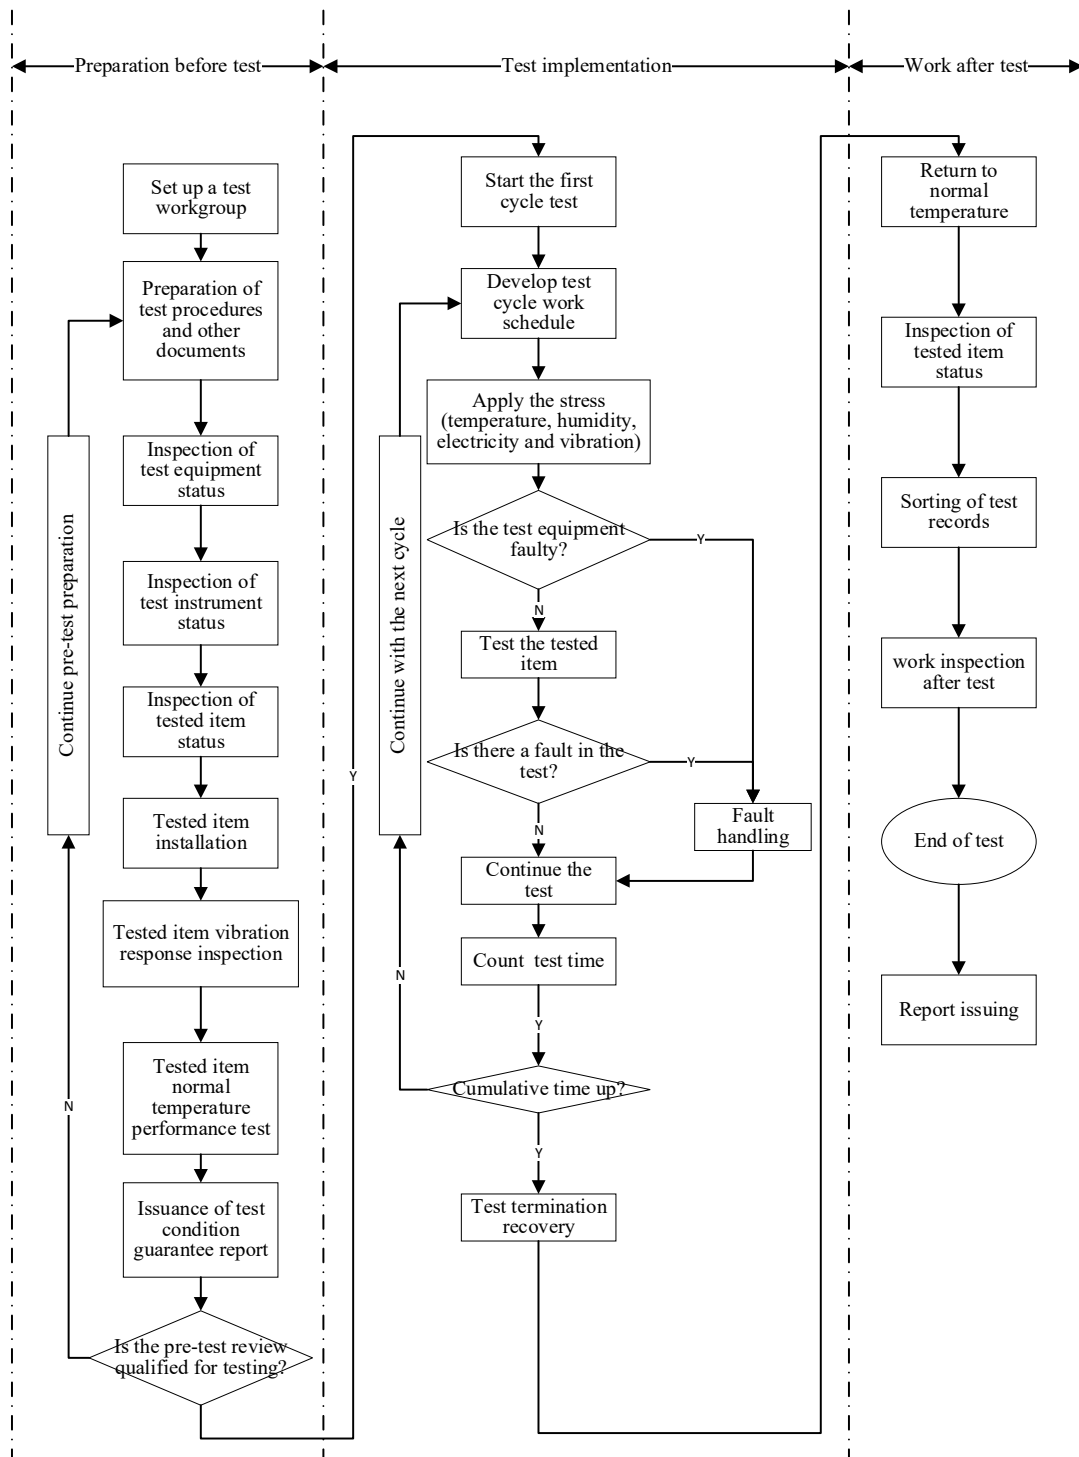 Preparation before test
Test implementation
Work after test
Set up a test
workgroup
Preparation of
test procedures
and other
documents
Inspection of
test equipment
status
Inspection of
test instrument
status
Inspection of
tested item
status
Tested item
installation
Tested item vibration
response inspection
Tested item
normal
temperature
performance test
Issuance of test
condition
guarantee report
Is the pre-test review
qualified for testing?
N
Continue pre-test preparation
Y
Start the first
cycle test
Develop test
cycle work
schedule
Apply the stress
(temperature, humidity,
electricity and vibration)
Is the test equipment
faulty?
Y
N
Test the tested
item
Is there a fault in the
test?
Y
N
Fault
handling
Continue the
test
Count  test time
Y
Cumulative time up?
N
Continue with the next cycle
Y
Test termination
recovery
Return to
normal
temperature
Inspection of
tested item
status
Sorting of test
records
work inspection
after test
End of test
Report issuing